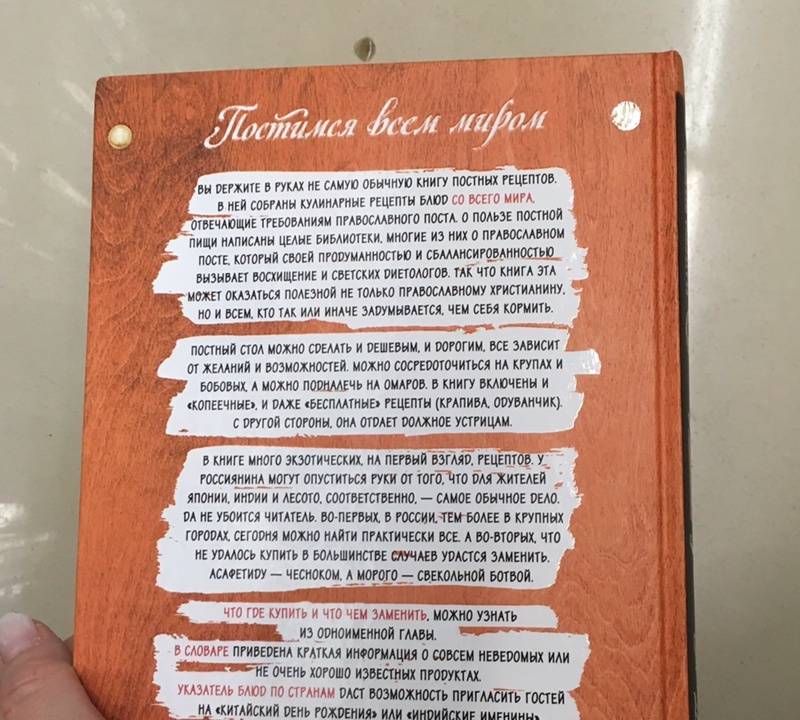 Постимся всем миром
ВЫ ДЕРЖИТЕ В РУКАХ НЕ САМУЮ ОБЫЧНУЮ КНИГУ ПОСТНЫХ РЕЦЕПТОВ.
В НЕЙ СОБРАНЫ КУЛИНАРНЫЕ РЕЦЕПТЫ БЛЮД СО ВСЕГО МИРА,
ОТВЕЧАЮЩИЕ ТРЕБОВАНИЯМ ПРАВОСЛАВНОГО ПОСТА. О ПОЛЬЗЕ ПОСТНОЙ
ПИЩИ НАПИСАНЫ ЦЕЛЫЕ БИБЛИОТЕКИ, МНОГИЕ ИЗ НИХ О ПРАВОСЛАВНОМ
ПОСТЕ, КОТОРЫЙ СВОЕЙ ПРОДУМАННОСТЬЮ И СБАЛАНСИРОВАННОСТЬЮ
ВЫЗЫВАЕТ ВОСХИЩЕНИЕ И СВЕТСКИХ ДИЕТОЛОГОВ. ТАК ЧТО КНИГА ЭТА
МОЖЕТ ОКАЗАТЬСЯ ПОЛЕЗНОЙ НЕ ТОЛЬКО ПРАВОСЛАВНОМУ ХРИСТИАНИНУ,
НО И ВСЕМ, КТО ТАК ИЛИ ИНАЧЕ ЗАДУМЫВАЕТСЯ, ЧЕМ СЕБЯ КОРМИТЬ.
ПОСТНЫЙ СТОЛ МОЖНО СДЕЛАТЬ И ДЕШЕВЫМ, И ДОРОГИМ, ВСЕ ЗАВИСИТ
ОТ ЖЕЛАНИЙ И ВОЗМОЖНОСТЕЙ. МОЖНО СОСРЕДОТОЧИТЬСЯ НА КРУПАХ И
БОБОВЫХ, А МОЖНО ПОДНАЛЕЧЬ НА ОМАРОВ. В КНИГУ ВКЛЮЧЕНЫ И
«КОПЕЕЧНЫЕ», И ДАЖЕ «БЕСПЛАТНЫЕ» РЕЦЕПТЫ (КРАПИВА, ОДУВАНЧИК).
С ДРУГОЙ СТОРОНЫ, ОНА ОТДАЕТ ДОЛЖНОЕ УСТРИЦАМ.
В КНИГЕ МНОГО ЭКЗОТИЧЕСКИХ, НА ПЕРВЫЙ ВЗГЛЯД, РЕЦЕПТОВ. У
РОССИЯНИНА МОГУТ ОПУСТИТЬСЯ РУКИ ОТ ТОГО, ЧТО ДЛЯ ЖИТЕЛЕЙ
ЯПОНИИ, ИНДИИ И ЛЕСОТО, СООТВЕТСТВЕННО, — САМОЕ ОБЫЧНОЕ ДЕЛО.
ДА НЕ УБОИТСЯ ЧИТАТЕЛЬ. ВО-ПЕРВЫХ, В РОССИИ, ТЕМ БОЛЕЕ В КРУПНЫХ
ГОРОДАХ, СЕГОДНЯ МОЖНО НАЙТИ ПРАКТИЧЕСКИ ВСЕ. А ВО-ВТОРЫХ, ЧТО
НЕ УДАЛОСЬ КУПИТЬ В БОЛЬШИНСТВЕ СЛУЧАЕВ УДАСТСЯ ЗАМЕНИТЬ.
АСАФЕТИДУ — ЧЕСНОКОМ, А МОРОГО — СВЕКОЛЬНОЙ БОТВОЙ.
ЧТО ГДЕ КУПИТЬ И ЧТО ЧЕМ ЗАМЕНИТЬ, МОЖНО УЗНАТЬ
ИЗ ОДНОИМЕННОЙ ГЛАВЫ.
В СЛОВАРЕ ПРИВЕДЕНА КРАТКАЯ ИНФОРМАЦИЯ О СОВСЕМ НЕВЕДОМЫХ ИЛИ
НЕ ОЧЕНЬ ХОРОШО ИЗВЕСТНЫХ ПРОДУКТАХ.
УКАЗАТЕЛЬ БЛЮД ПО СТРАНАМ ДАСТ ВОЗМОЖНОСТЬ ПРИГЛАСИТЬ ГОСТЕЙ
НА «КИТАЙСКИЙ ДЕНЬ РОЖДЕНИЯ» ИЛИ «ИНДИЙСКИЕ ИМЕНИНЫ».